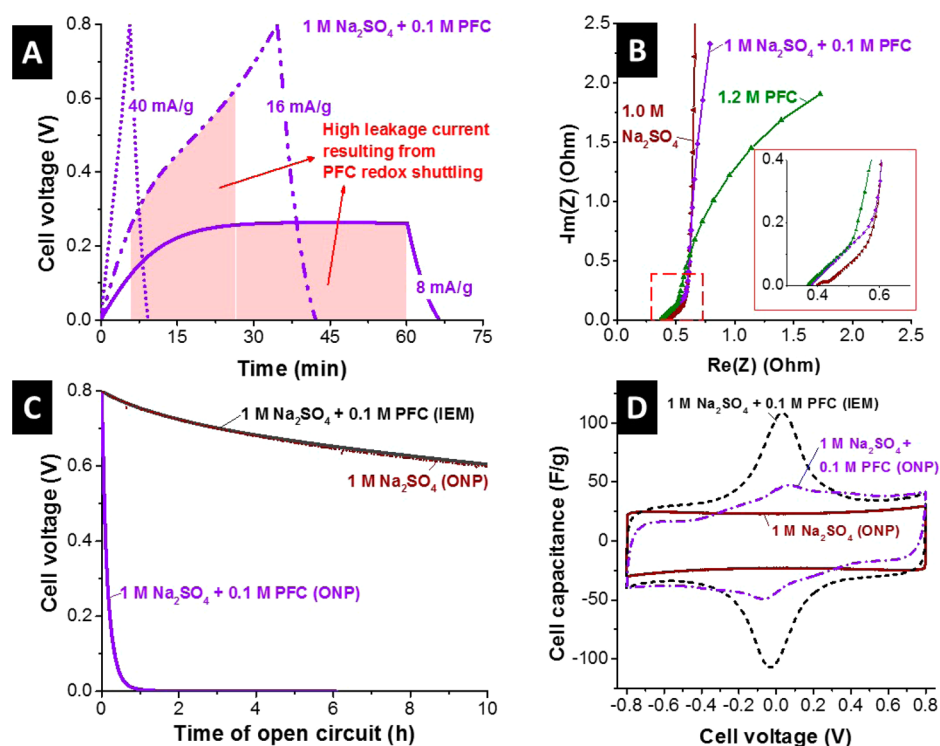 A
1 M Na₂SO₄ + 0.1 M PFC
40 mA/g
16 mA/g
High leakage current
resulting from
PFC redox shuttling
8 mA/g
Cell voltage (V)
0.8
0.6
0.4
0.2
0.0
0 15 30 45 60 75
Time (min)
B
1 M Na₂SO₄ + 0.1 M PFC
1.2 M PFC
1.0 M
Na₂SO₄
-Im(Z) (Ohm)
2.5
2.0
1.5
1.0
0.5
0.0
0.4
0.2
0.0
0.4 0.6
0.0 0.5 1.0 1.5 2.0 2.5
Re(Z) (Ohm)
C
1 M Na₂SO₄ + 0.1 M PFC (IEM)
1 M Na₂SO₄ (ONP)
1 M Na₂SO₄ + 0.1 M PFC (ONP)
Cell voltage (V)
0.8
0.6
0.4
0.2
0.0
0 2 4 6 8 10
Time of open circuit (h)
D
1 M Na₂SO₄ + 0.1 M PFC (IEM)
1 M Na₂SO₄ +
0.1 M PFC (ONP)
1 M Na₂SO₄ (ONP)
Cell capacitance (F/g)
100
50
0
-50
-100
-0.8 -0.6 -0.4 -0.2 0.0 0.2 0.4 0.6 0.8
Cell voltage (V)